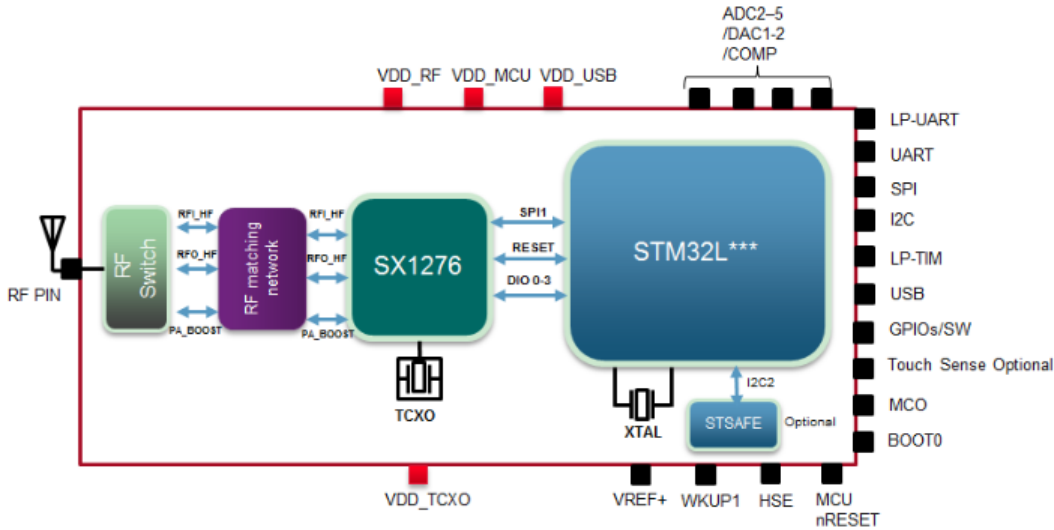 ADC2–5
/DAC1-2
/COMP
VDD_RF
VDD_MCU
VDD_USB
LP-UART
UART
SPI
I2C
LP-TIM
USB
GPIOs/SW
Touch Sense Optional
MCO
BOOT0
RF PIN
RF
Switch
RFI_HF
RFO_HF
PA_BOOST
RF matching
network
RFI_HF
RFO_HF
PA_BOOST
SX1276
TCXO
SPI1
RESET
DIO 0-3
STM32L***
XTAL
I2C2
STSAFE
Optional
VDD_TCXO
VREF+
WKUP1
HSE
MCU
nRESET